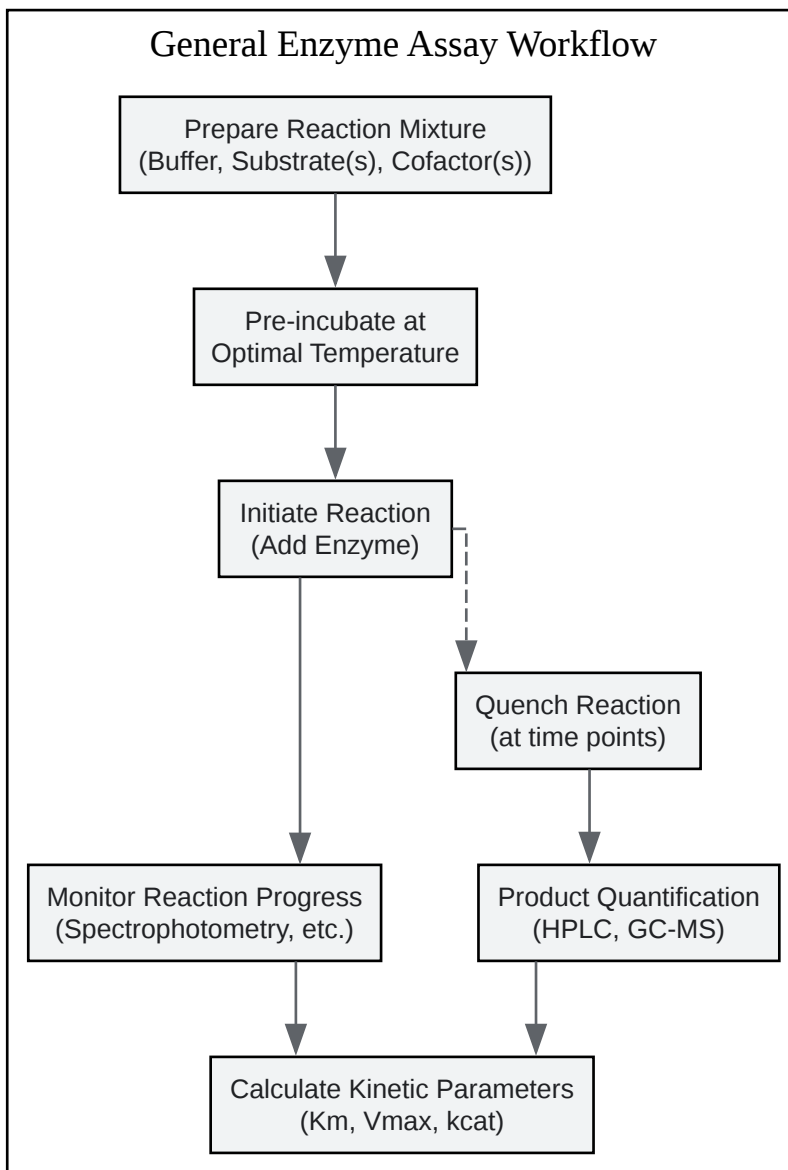 General Enzyme Assay Workflow
Prepare Reaction Mixture
(Buffer, Substrate(s), Cofactor(s))
Pre-incubate at
Optimal Temperature
Initiate Reaction
(Add Enzyme)
Quench Reaction
(at time points)
Monitor Reaction Progress
(Spectrophotometry, etc.)
Product Quantification
(HPLC, GC-MS)
Calculate Kinetic Parameters
(Km, Vmax, kcat)